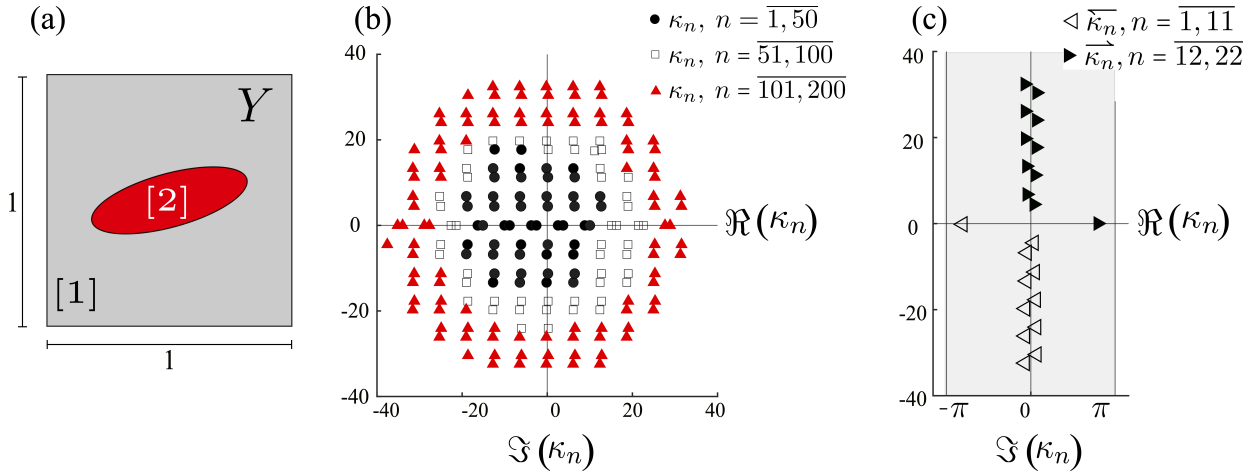 (a)
Y
[2]
[1]
1
1
(b)
κₙ, n = 1, 50
κₙ, n = 51, 100
κₙ, n = 101, 200
40
20
0
-20
-40
-40
-20
0
20
40
ℜ(κₙ)
ℑ(κₙ)
(c)
κₙ, n = 1, 11
κₙ, n = 12, 22
40
20
0
-20
-40
-π
0
π
ℜ(κₙ)
ℑ(κₙ)